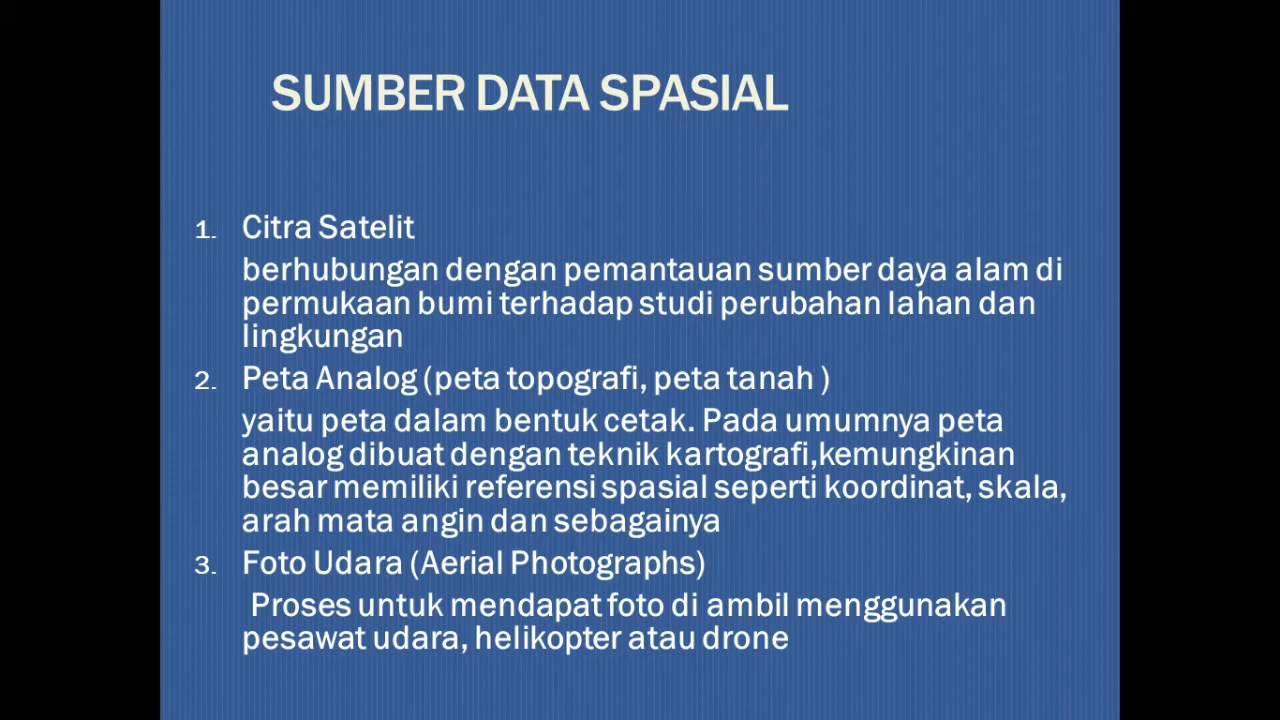 SUMBER DATA SPASIAL
1. Citra Satelit
berhubungan dengan pemantauan sumber daya alam di
permukaan bumi terhadap studi perubahan lahan dan
lingkungan
2. Peta Analog (peta topografi, peta tanah )
yaitu peta dalam bentuk cetak. Pada umumnya peta
analog dibuat dengan teknik kartografi,kemungkinan
besar memiliki referensi spasial seperti koordinat, skala,
arah mata angin dan sebagainya
3. Foto Udara (Aerial Photographs)
Proses untuk mendapat foto di ambil menggunakan
pesawat udara, helikopter atau drone